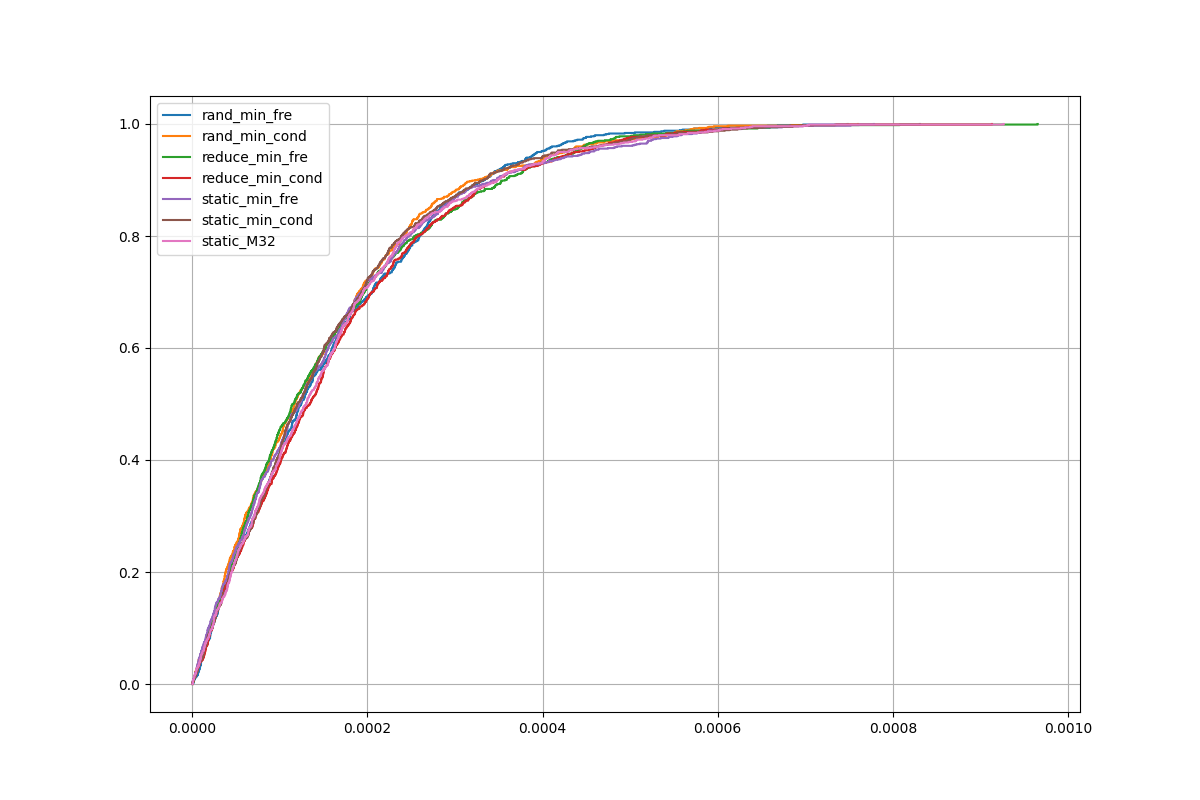 rand_min_fre
rand_min_cond
reduce_min_fre
reduce_min_cond
static_min_fre
static_min_cond
static_M32
1.0
0.8
0.6
0.4
0.2
0.0
0.0000 0.0002 0.0004 0.0006 0.0008 0.0010